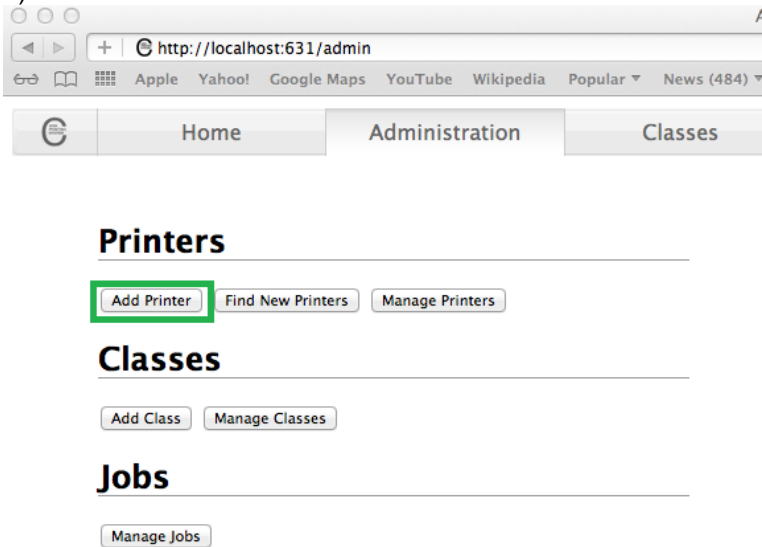 http://localhost:631/admin
Apple Yahoo! Google Maps YouTube Wikipedia Popular ▼ News (484) ▼
Home Administration Classes
Printers
Add Printer Find New Printers Manage Printers
Classes
Add Class Manage Classes
Jobs
Manage Jobs